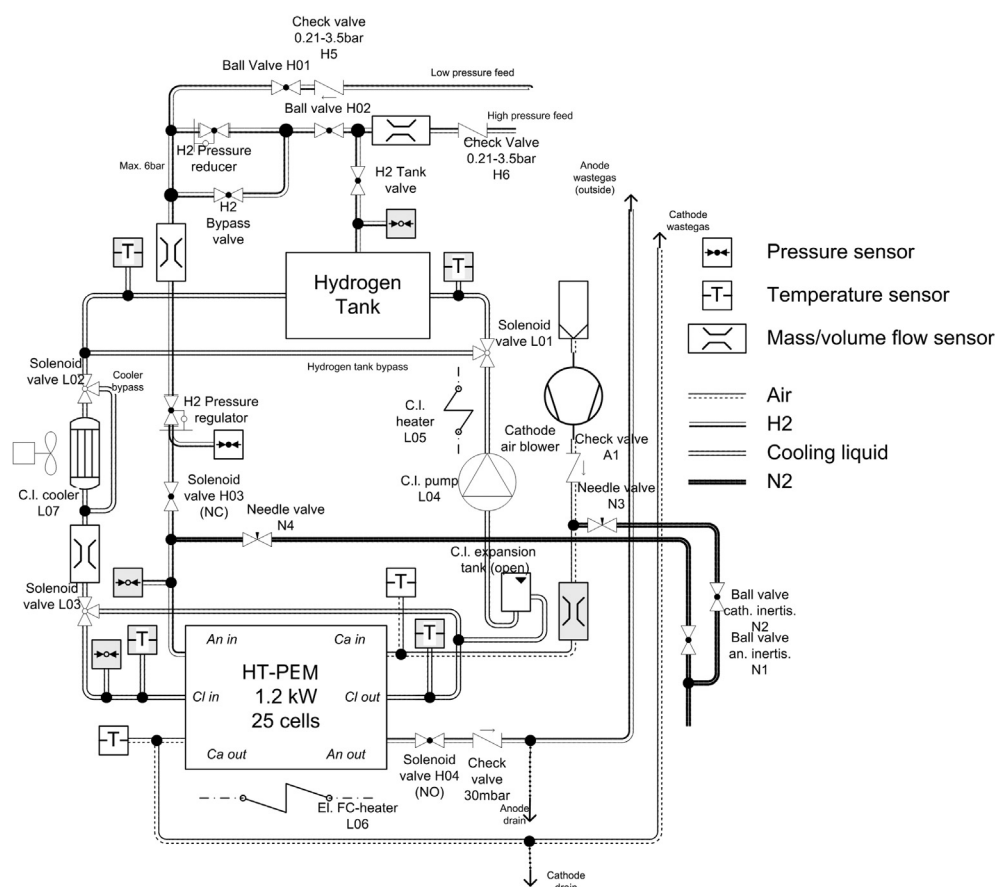 Check valve
0.21-3.5bar
H5
Ball Valve H01
Low pressure feed
Ball valve H02
High pressure feed
H2 Pressure
reducer
Check Valve
0.21-3.5bar
H6
Max. 6bar
H2 Tank
valve
H2
Bypass
valve
Anode
wastegas
(outside)
Cathode
wastegas
Pressure sensor
T
Temperature sensor
Mass/volume flow sensor
Air
H2
Cooling liquid
N2
T
T
Hydrogen
Tank
Solenoid
valve L01
Solenoid
valve L02
Cooler
bypass
Hydrogen tank bypass
H2 Pressure
regulator
C.l.
heater
L05
Cathode
air blower
Check valve
A1
C.l. cooler
L07
Solenoid
valve H03
(NC)
C.l. pump
L04
Needle valve
N3
Needle valve
N4
C.l. expansion
tank (open)
Solenoid
valve L03
T
T
T
Ball valve
cath. inertis.
N2
Ball valve
an. inertis.
N1
An in
Ca in
HT-PEM
1.2 kW
25 cells
Cl in
Cl out
Ca out
An out
T
Solenoid
valve H04
(NO)
Check
valve
30mbar
El. FC-heater
L06
Anode
drain
Cathode
drain